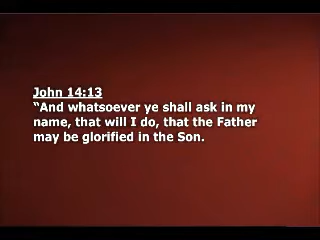 John 14:13
“And whatsoever ye shall ask in my
name, that will I do, that the Father
may be glorified in the Son.